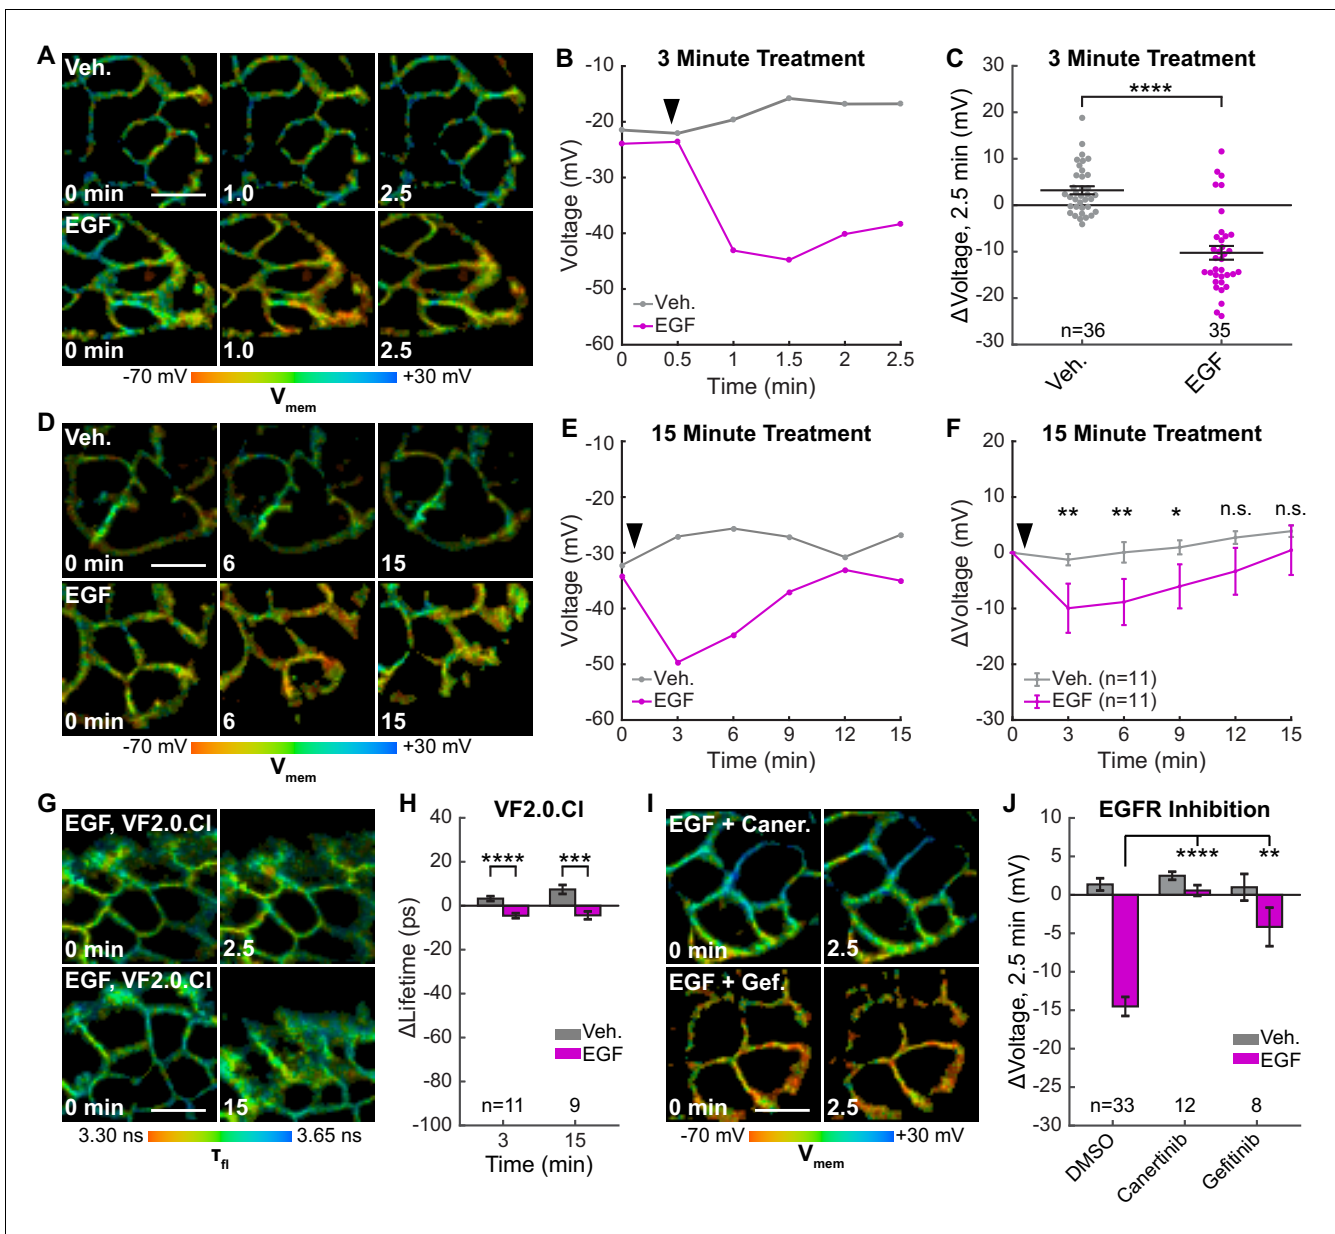 A
Veh.
0 min
1.0
2.5
EGF
0 min
1.0
2.5
-70 mV
+30 mV
Vmem
B
3 Minute Treatment
Voltage (mV)
-10
-20
-30
-40
-50
-60
Veh.
EGF
0 0.5 1 1.5 2 2.5
Time (min)
C
3 Minute Treatment
ΔVoltage, 2.5 min (mV)
30
20
10
0
-10
-20
-30
****
n=36
35
Veh.
EGF
D
Veh.
0 min
6
15
EGF
0 min
6
15
-70 mV
+30 mV
Vmem
E
15 Minute Treatment
Voltage (mV)
-10
-20
-30
-40
-50
-60
Veh.
EGF
0 3 6 9 12 15
Time (min)
F
15 Minute Treatment
ΔVoltage (mV)
20
10
0
-10
-20
-30
** ** * n.s. n.s.
Veh. (n=11)
EGF (n=11)
0 3 6 9 12 15
Time (min)
G
EGF, VF2.0.Cl
0 min
2.5
EGF, VF2.0.Cl
0 min
15
3.30 ns
3.65 ns
τfl
H
VF2.0.Cl
ΔLifetime (ps)
40
20
0
-20
-40
-60
-80
-100
****
***
Veh.
EGF
n=11
9
3 15
Time (min)
I
EGF + Caner.
0 min
2.5
EGF + Gef.
0 min
2.5
-70 mV
+30 mV
Vmem
J
EGFR Inhibition
ΔVoltage, 2.5 min (mV)
10
5
0
-5
-10
-15
-20
-25
-30
****
**
Veh.
EGF
n=33
12
8
DMSO
Canertinib
Gefitinib